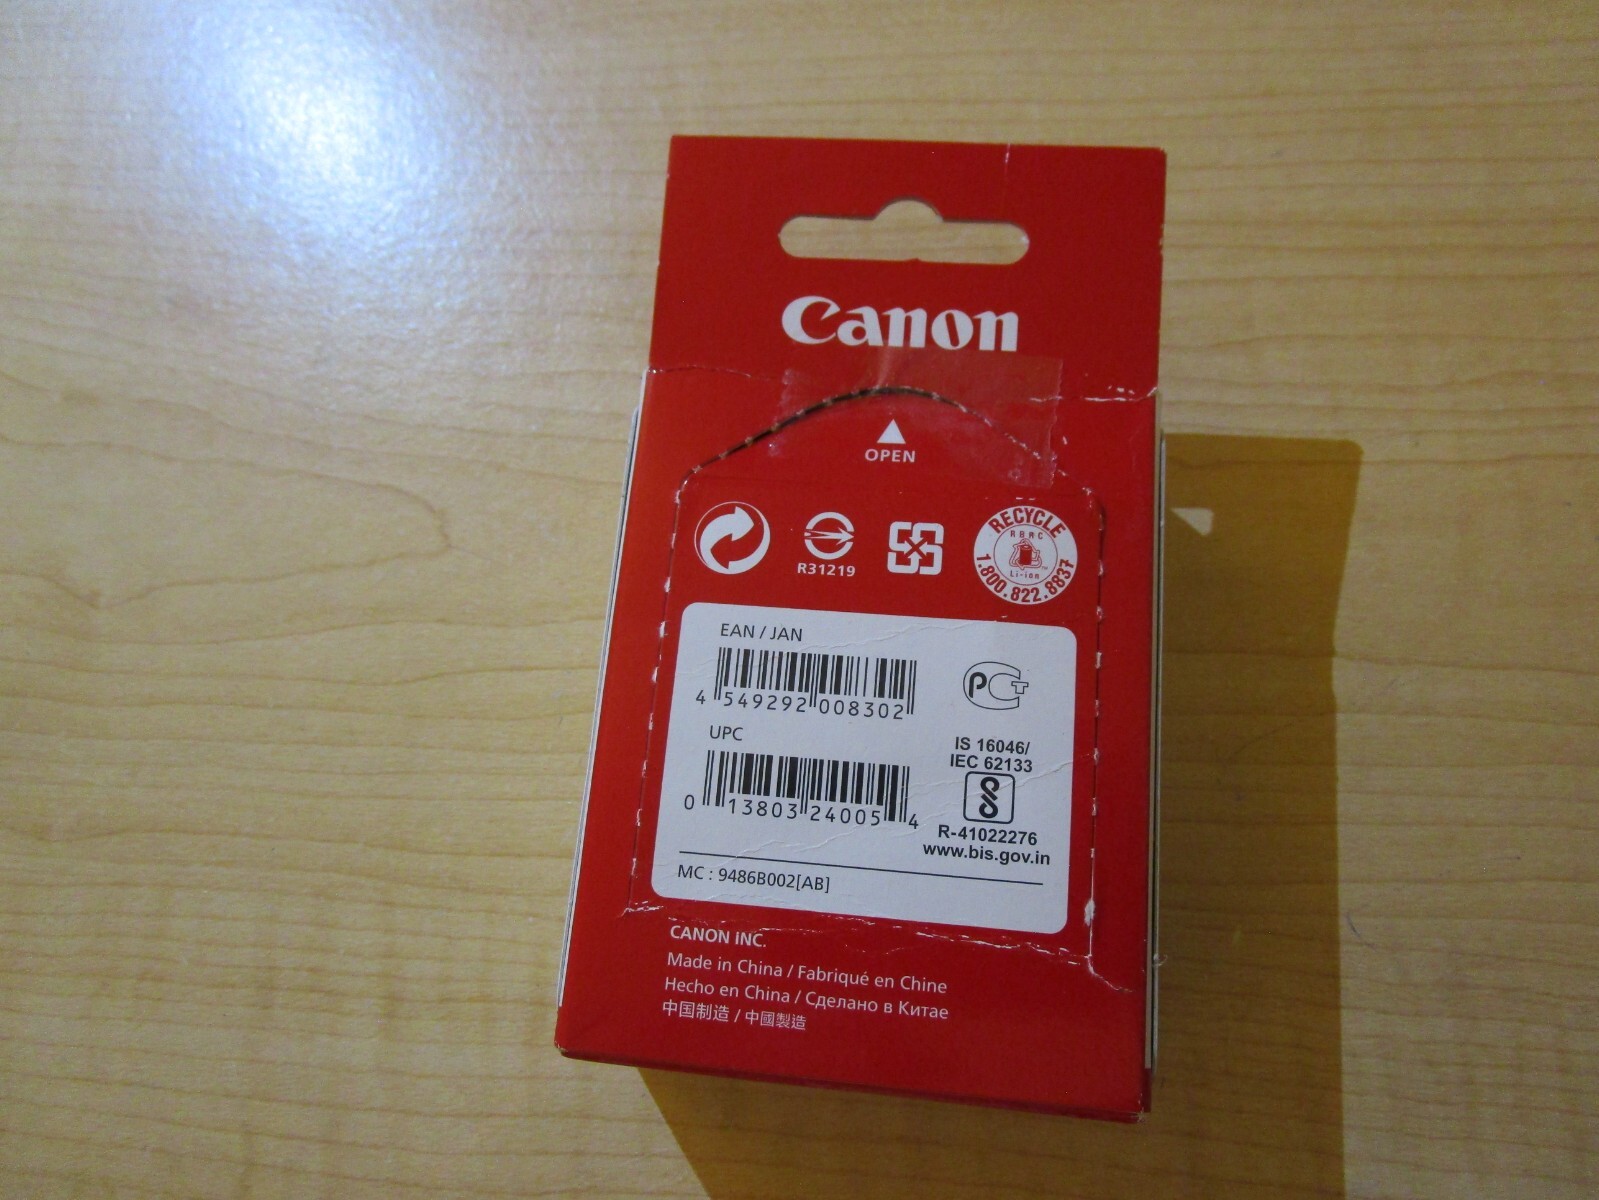 Canon
OPEN
R31219
RECYCLE
RBRC
Li-ion
1.800.822.8837
EAN / JAN
4 549292 008302
PCT
UPC
0 13803 24005 4
IS 16046/
IEC 62133
R-41022276
www.bis.gov.in
MC : 9486B002[AB]
CANON INC.
Made in China / Fabriqué en Chine
Hecho en China / Сделано в Китае
中国制造 / 中國製造